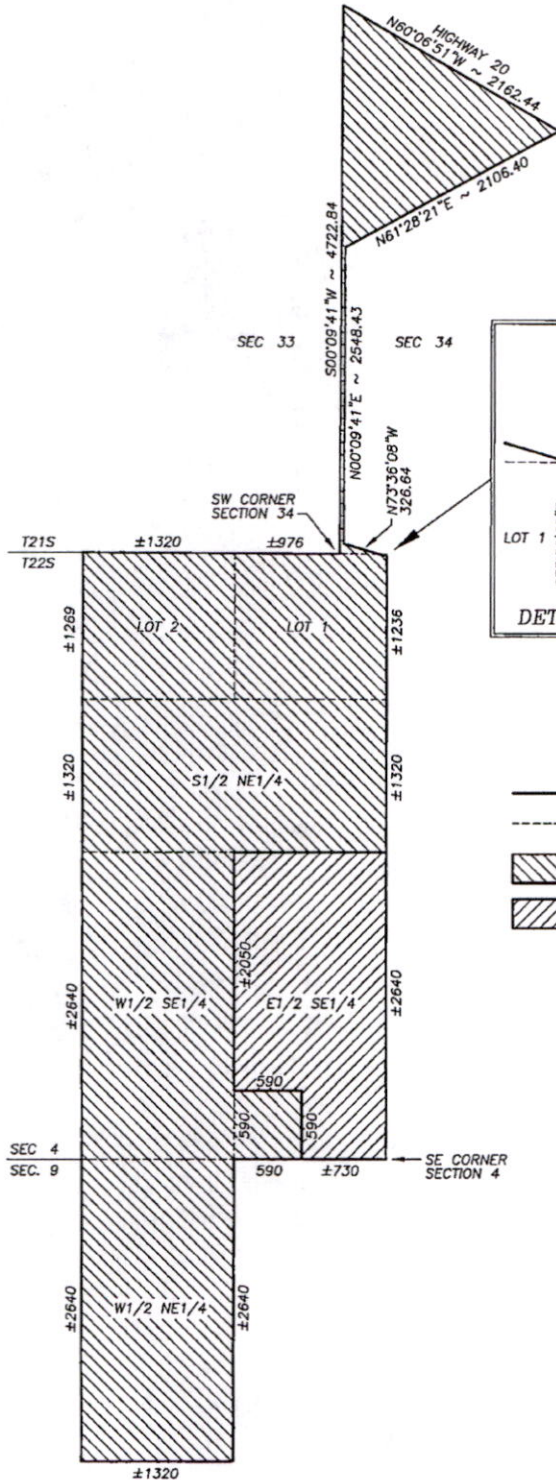 HIGHWAY 20
N60°06'51"W ~ 2162.44
N61°28'21"E ~ 2106.40
S00°09'41"W ~ 4722.84
N00°09'41"E ~ 2548.43
SEC 33
SEC 34
N73°36'08"W
326.64
SW CORNER
SECTION 34
T21S
T22S
±1320
±976
LOT 1
DET
±1269
LOT 2
LOT 1
±1236
±1320
S1/2 NE1/4
±1320
±2640
W1/2 SE1/4
±2050
E1/2 SE1/4
±2640
590
590
590
SEC 4
SEC. 9
590
±730
SE CORNER
SECTION 4
±2640
W1/2 NE1/4
±2640
±1320